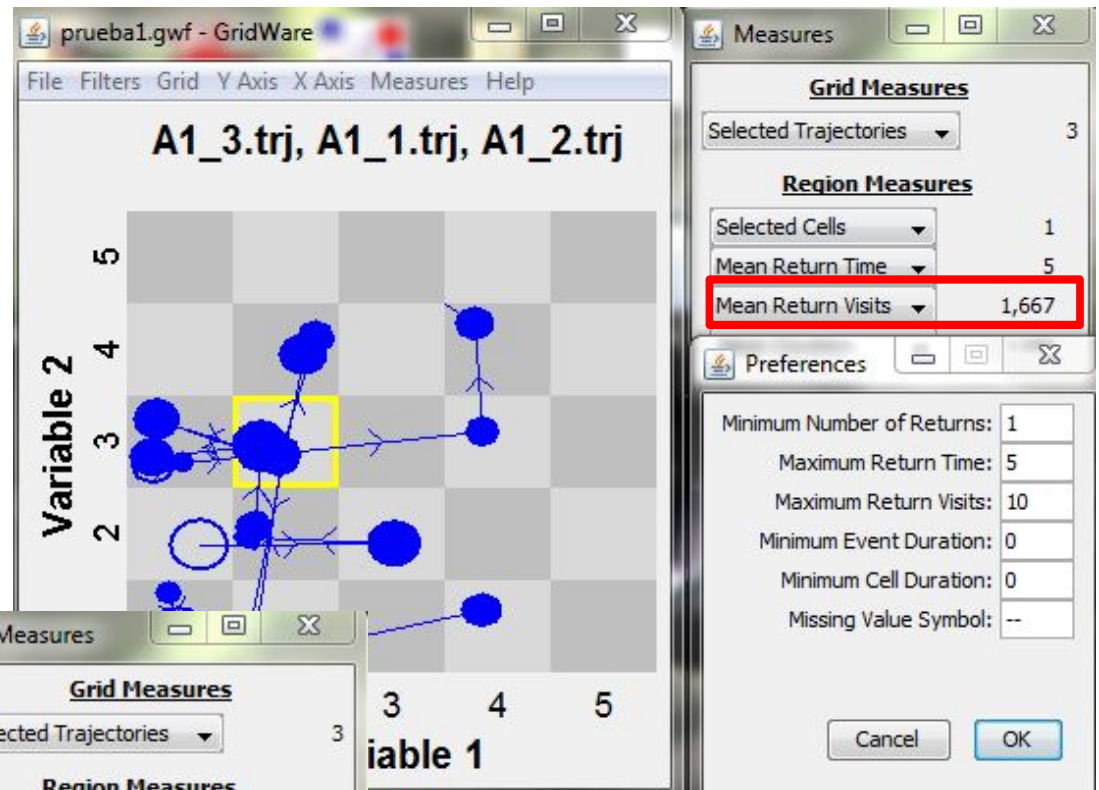 prueba1.gwf - GridWare
File Filters Grid Y Axis X Axis Measures Help
A1_3.trj, A1_1.trj, A1_2.trj
5
4
3
2
Variable 2
3 4 5
iable 1
Measures
Grid Measures
Selected Trajectories 3
Region Measures
Selected Cells 1
Mean Return Time 5
Mean Return Visits 1,667
Preferences
Minimum Number of Returns: 1
Maximum Return Time: 5
Maximum Return Visits: 10
Minimum Event Duration: 0
Minimum Cell Duration: 0
Missing Value Symbol: --
Cancel OK
Measures
Grid Measures
ected Trajectories 3
Region Measures